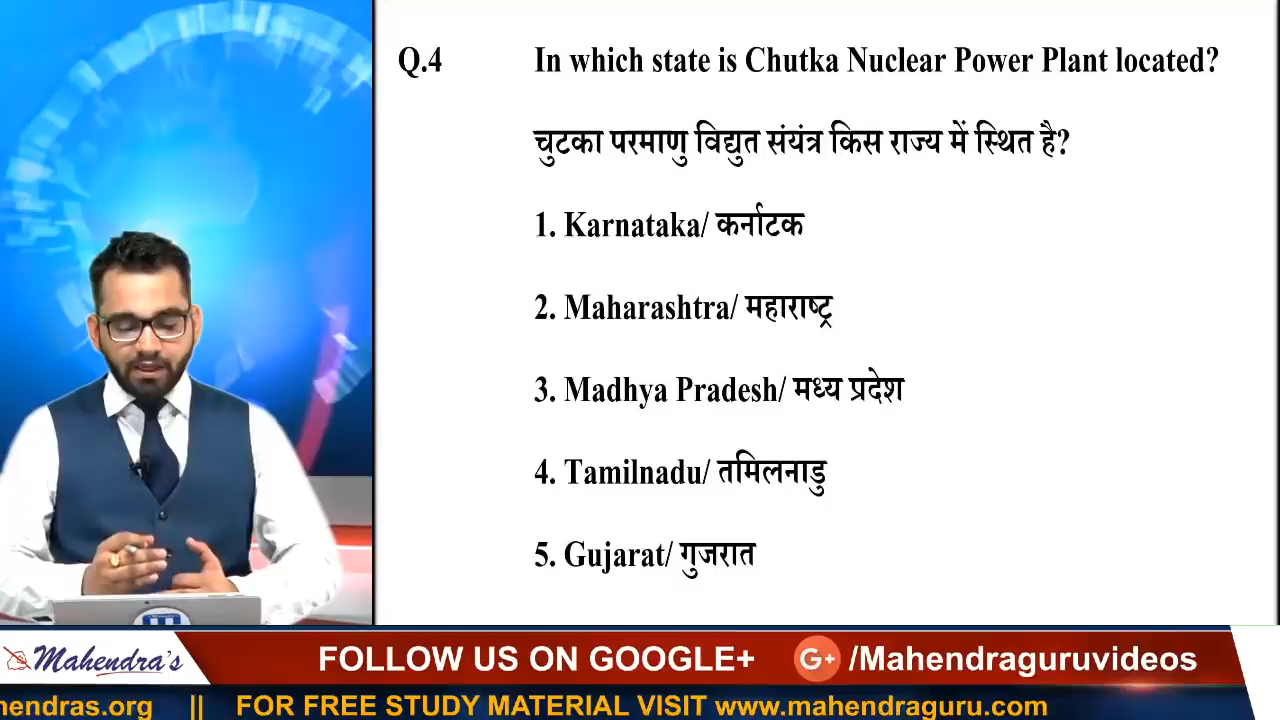 Q.4 In which state is Chutka Nuclear Power Plant located?
चुटका परमाणु विद्युत संयंत्र किस राज्य में स्थित है?
1. Karnataka/ कर्नाटक
2. Maharashtra/ महाराष्ट्र
3. Madhya Pradesh/ मध्य प्रदेश
4. Tamilnadu/ तमिलनाडु
5. Gujarat/ गुजरात
Mahendra's FOLLOW US ON GOOGLE+ G+ /Mahendraguruvideos
hendras.org || FOR FREE STUDY MATERIAL VISIT www.mahendraguru.com